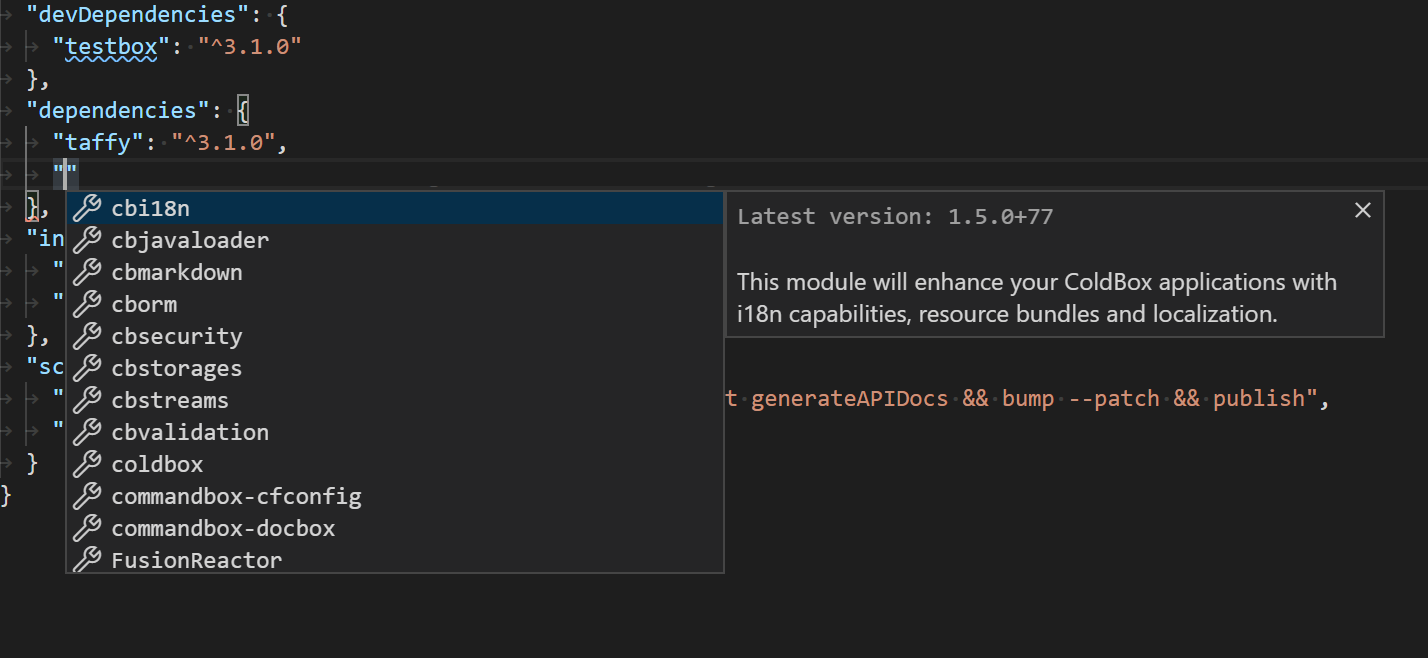 "devDependencies": {
"testbox": "^3.1.0"
},
"dependencies": {
"taffy": "^3.1.0",
""
},
"in
"
"
},
"sc
"
t generateAPIDocs && bump --patch && publish",
"
}
}
cbi18n
cbjavaloader
cbmarkdown
cborm
cbsecurity
cbstorages
cbstreams
cbvalidation
coldbox
commandbox-cfconfig
commandbox-docbox
FusionReactor
Latest version: 1.5.0+77
This module will enhance your ColdBox applications with
i18n capabilities, resource bundles and localization.